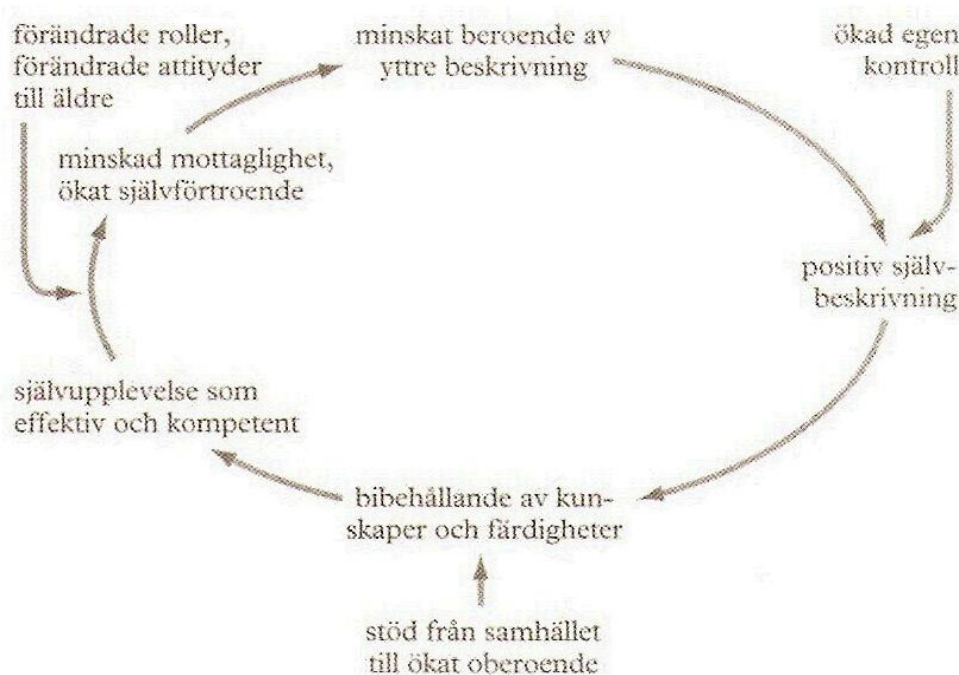 förändrade roller,
förändrade attityder
till äldre
minskat beroende av
yttre beskrivning
ökad egen
kontroll
minskad mottaglighet,
ökat självförtroende
positiv själv-
beskrivning
självupplevelse som
effektiv och kompetent
bibehållande av kun-
skaper och färdigheter
stöd från samhället
till ökat oberoende